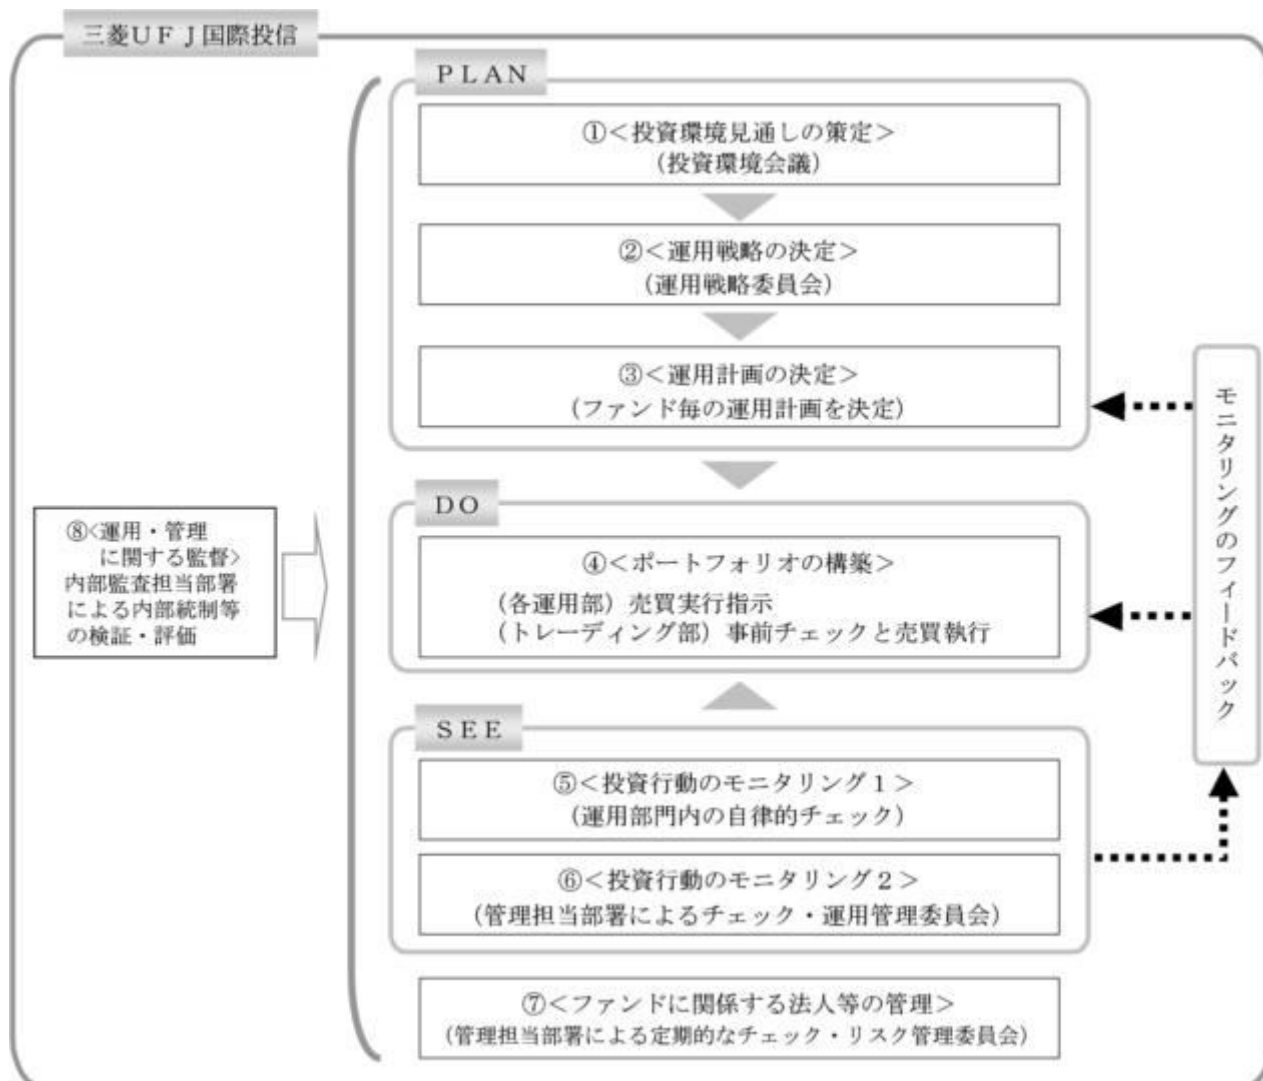 三菱UFJ国際投信
PLAN
①<投資環境見通しの策定>
(投資環境会議)
②<運用戦略の決定>
(運用戦略委員会)
③<運用計画の決定>
(ファンド毎の運用計画を決定)
DO
④<ポートフォリオの構築>
(各運用部)売買実行指示
(トレーディング部)事前チェックと売買執行
SEE
⑤<投資行動のモニタリング1>
(運用部門内の自律的チェック)
⑥<投資行動のモニタリング2>
(管理担当部署によるチェック・運用管理委員会)
⑦<ファンドに関係する法人等の管理>
(管理担当部署による定期的なチェック・リスク管理委員会)
⑧<運用・管理
に関する監督>
内部監査担当部署
による内部統制等
の検証・評価
モニタリングのフィードバック